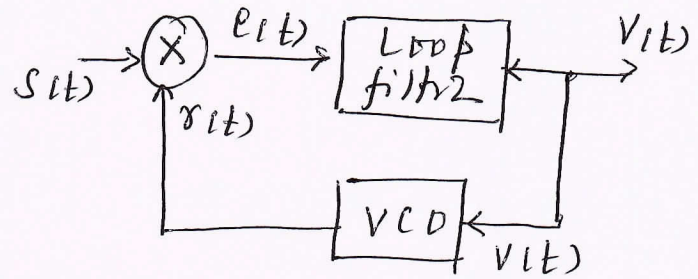 S(t)
X
e(t)
Loop
filter
V(t)
r(t)
VCO
V(t)